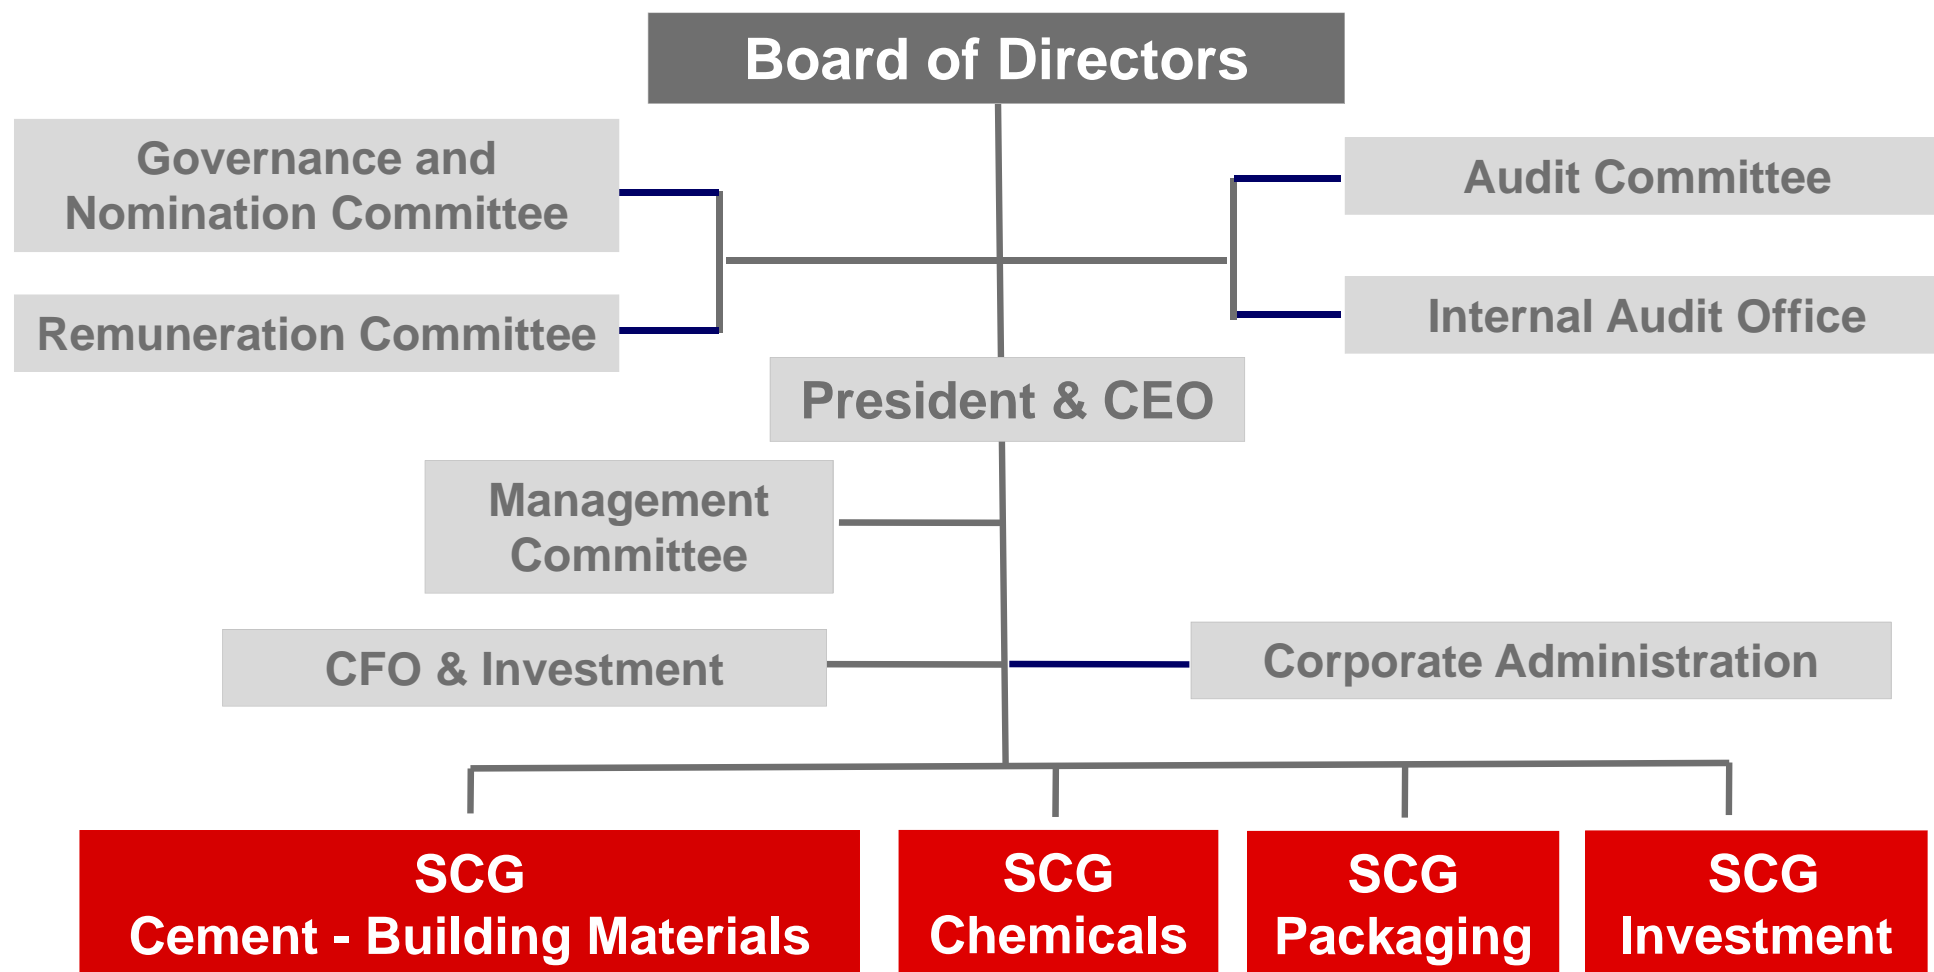 Board of Directors
Governance and
Nomination Committee
Audit Committee
Remuneration Committee
Internal Audit Office
President & CEO
Management
Committee
CFO & Investment
Corporate Administration
SCG
Cement - Building Materials
SCG
Chemicals
SCG
Packaging
SCG
Investment